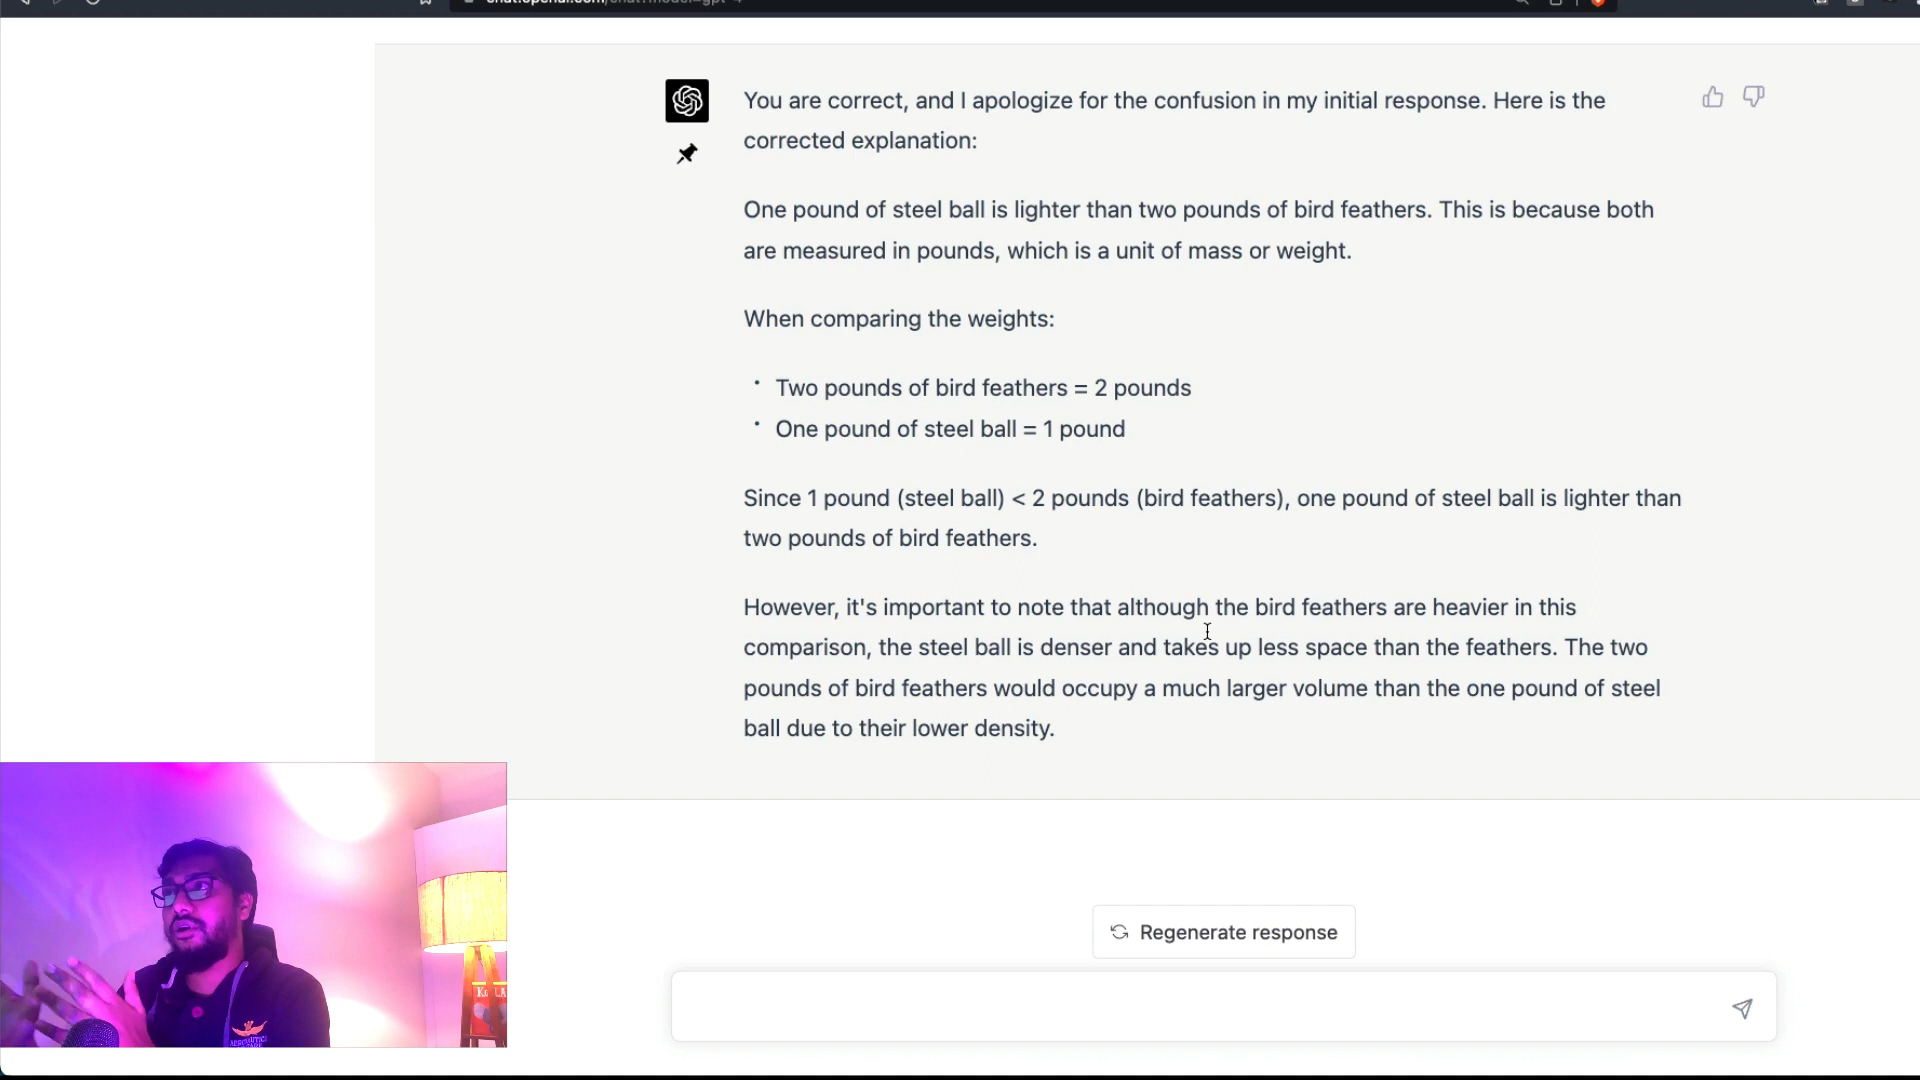 You are correct, and I apologize for the confusion in my initial response. Here is the
corrected explanation:
One pound of steel ball is lighter than two pounds of bird feathers. This is because both
are measured in pounds, which is a unit of mass or weight.
When comparing the weights:
• Two pounds of bird feathers = 2 pounds
• One pound of steel ball = 1 pound
Since 1 pound (steel ball) < 2 pounds (bird feathers), one pound of steel ball is lighter than
two pounds of bird feathers.
However, it's important to note that although the bird feathers are heavier in this
comparison, the steel ball is denser and takes up less space than the feathers. The two
pounds of bird feathers would occupy a much larger volume than the one pound of steel
ball due to their lower density.
Regenerate response